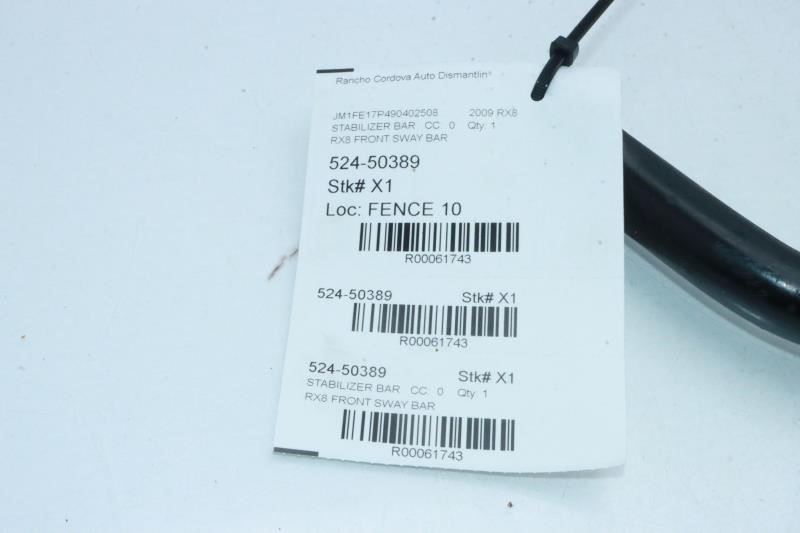 Rancho Cordova Auto Dismantlin
JM1FE17P490402508 2009 RX8
STABILIZER BAR CC: 0 Qty: 1
RX8 FRONT SWAY BAR
524-50389
Stk# X1
Loc: FENCE 10
R00061743
524-50389 Stk# X1
R00061743
524-50389 Stk# X1
STABILIZER BAR CC: 0 Qty: 1
RX8 FRONT SWAY BAR
R00061743